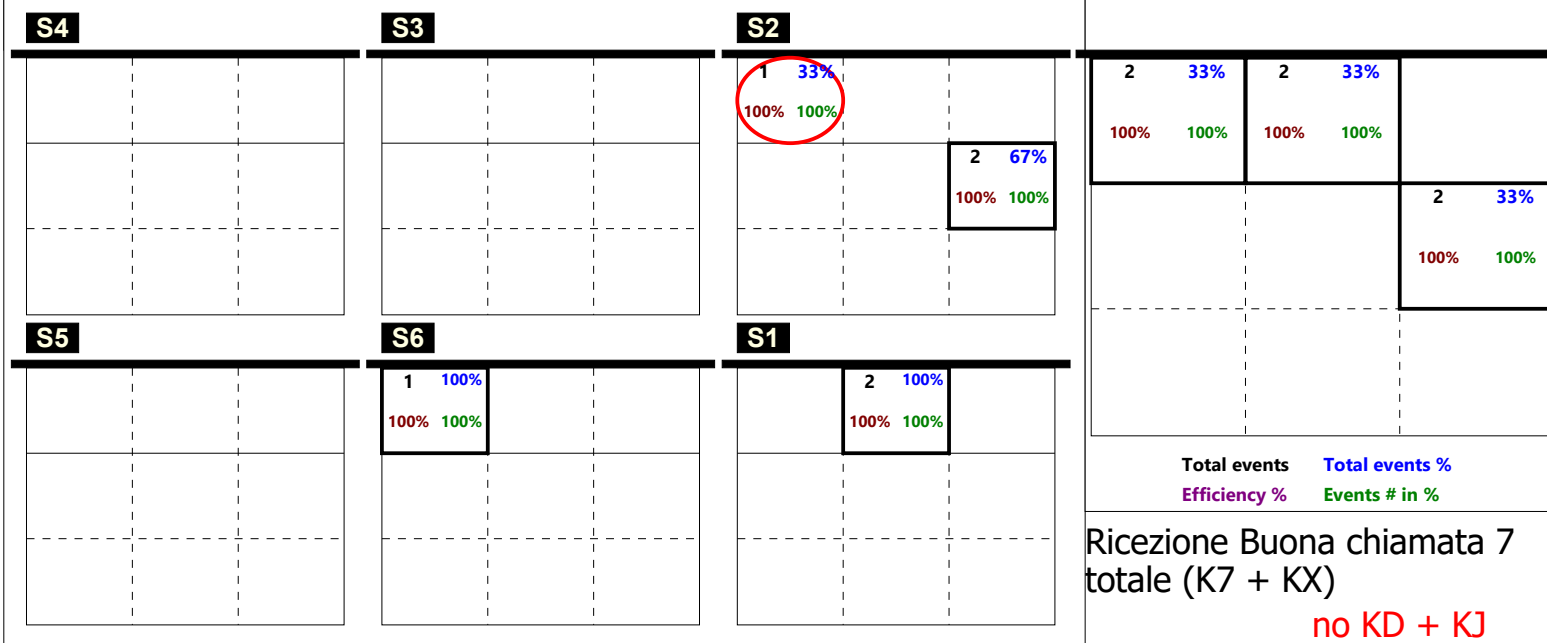 S4 S3 S2
1 33% 2 33% 2 33%
100% 100% 100% 100% 100% 100%
2 67%
100% 100%
2 33%
100% 100%
S5 S6 S1
1 100% 2 100%
100% 100% 100% 100%
Total events Total events %
Efficiency % Events # in %
Ricezione Buona chiamata 7
totale (K7 + KX)
no KD + KJ